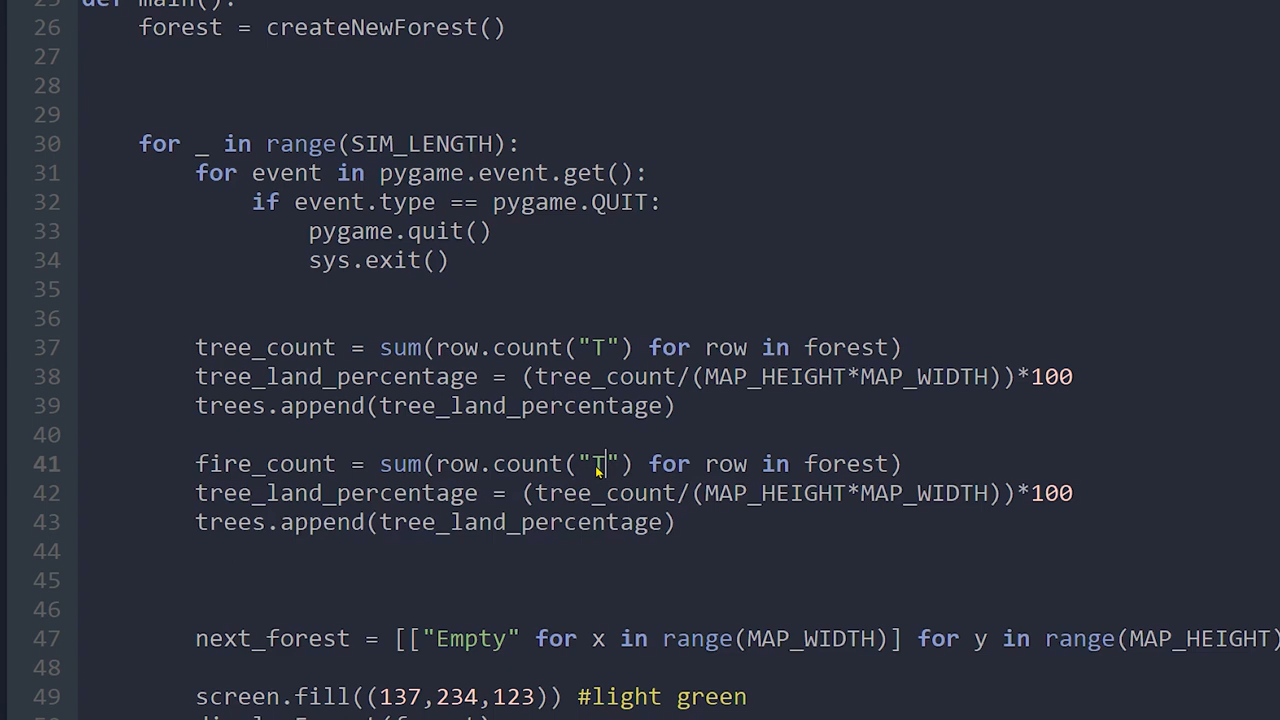 25 def main():
26 forest = createNewForest()
27
28
29
30 for _ in range(SIM_LENGTH):
31 for event in pygame.event.get():
32 if event.type == pygame.QUIT:
33 pygame.quit()
34 sys.exit()
35
36
37 tree_count = sum(row.count("T") for row in forest)
38 tree_land_percentage = (tree_count/(MAP_HEIGHT*MAP_WIDTH))*100
39 trees.append(tree_land_percentage)
40
41 fire_count = sum(row.count("T") for row in forest)
42 tree_land_percentage = (tree_count/(MAP_HEIGHT*MAP_WIDTH))*100
43 trees.append(tree_land_percentage)
44
45
46
47 next_forest = [["Empty" for x in range(MAP_WIDTH)] for y in range(MAP_HEIGHT)
48
49 screen.fill((137,234,123)) #light green